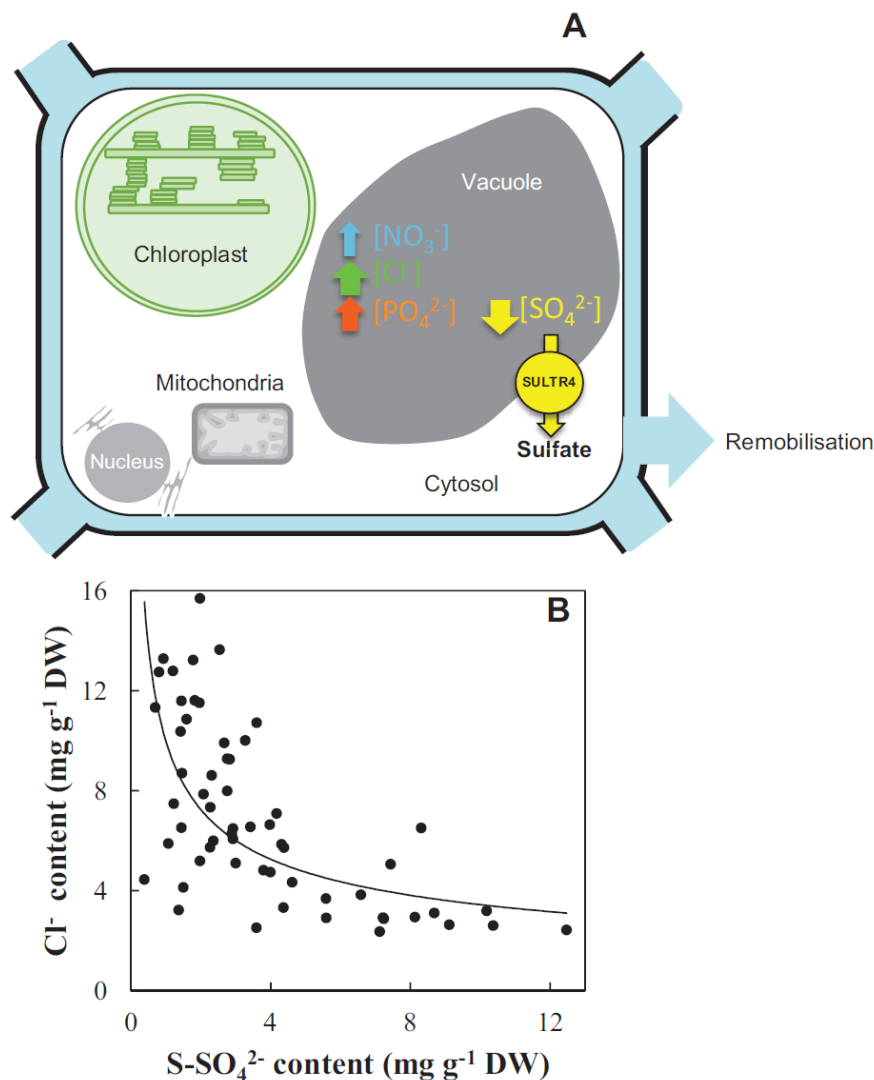 A
Vacuole
Chloroplast
[NO₃⁻]
[Cl⁻]
[PO₄²⁻]
[SO₄²⁻]
SULTR4
Mitochondria
Sulfate
Remobilisation
Nucleus
Cytosol
B
16
12
8
4
0
Cl⁻ content (mg g⁻¹ DW)
0
4
8
12
S-SO₄²⁻ content (mg g⁻¹ DW)